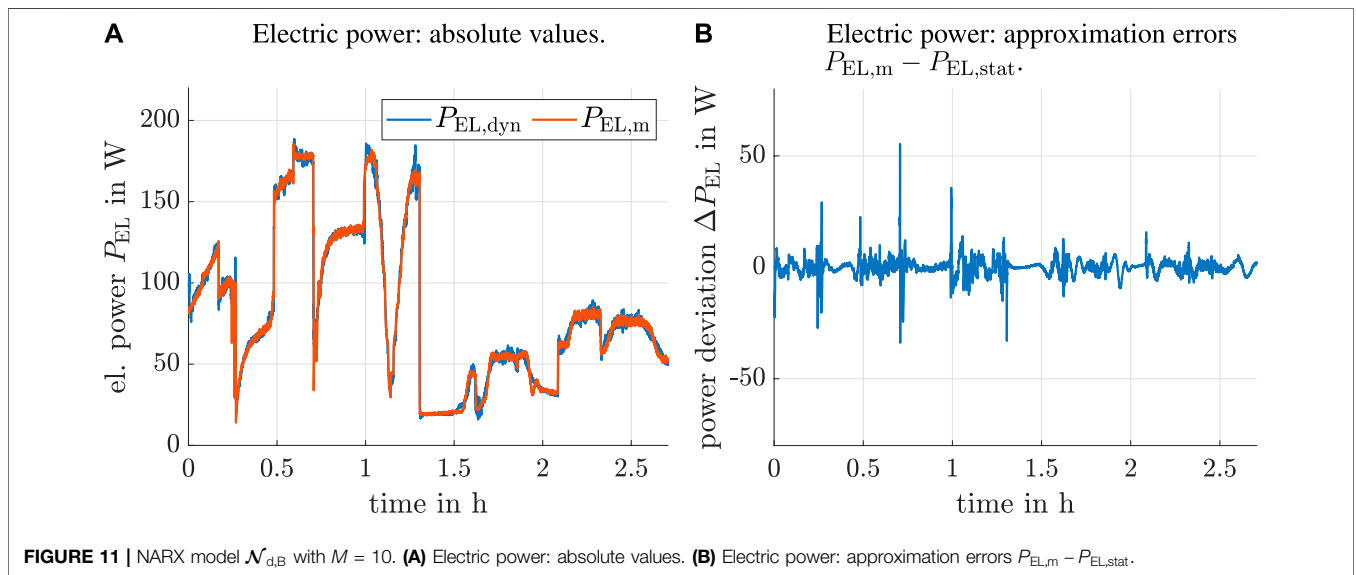 A Electric power: absolute values.
200
150
100
50
0
el. power P_EL in W
P_EL,dyn P_EL,m
0 0.5 1 1.5 2 2.5
time in h
B Electric power: approximation errors
P_EL,m − P_EL,stat.
50
0
-50
power deviation ΔP_EL in W
0 0.5 1 1.5 2 2.5
time in h
FIGURE 11 | NARX model 𝒩_d,B with M = 10. (A) Electric power: absolute values. (B) Electric power: approximation errors P_EL,m – P_EL,stat.